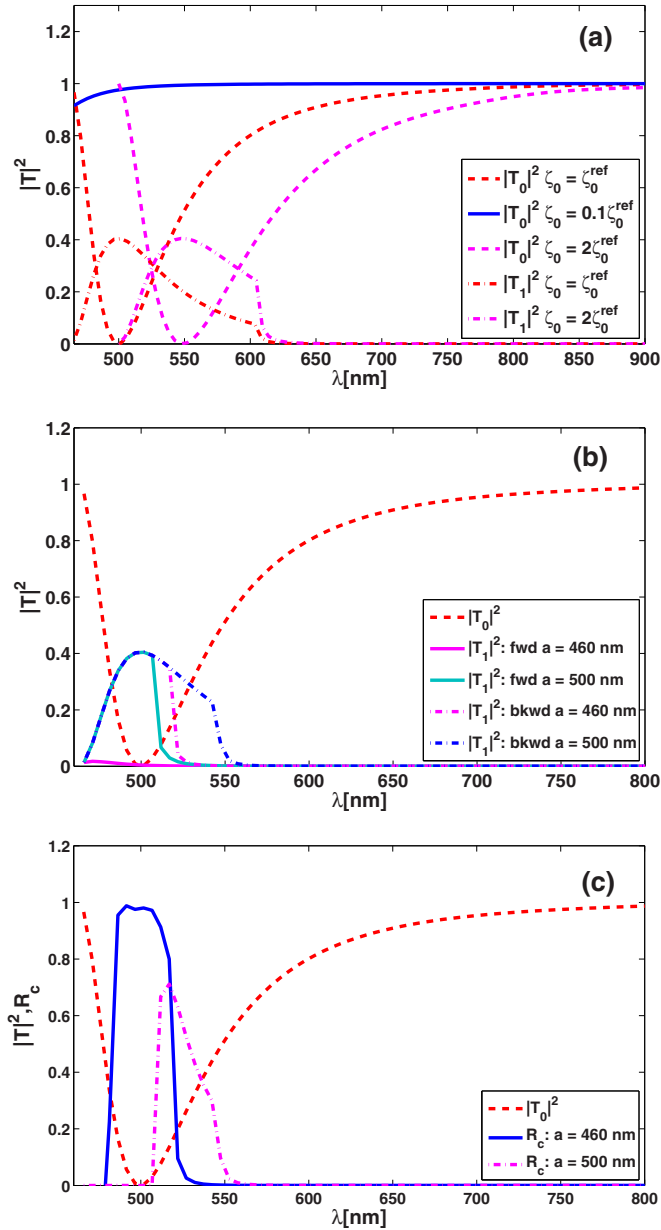 (a)
1.2
1
0.8
0.6
0.4
0.2
0
|T|²
|T₀|² ζ₀ = ζ₀^ref
|T₀|² ζ₀ = 0.1ζ₀^ref
|T₀|² ζ₀ = 2ζ₀^ref
|T₁|² ζ₀ = ζ₀^ref
|T₁|² ζ₀ = 2ζ₀^ref
500 550 600 650 700 750 800 850 900
λ[nm]
(b)
1.2
1
0.8
0.6
0.4
0.2
0
|T|²
|T₀|²
|T₁|²: fwd a = 460 nm
|T₁|²: fwd a = 500 nm
|T₁|²: bkwd a = 460 nm
|T₁|²: bkwd a = 500 nm
500 550 600 650 700 750 800
λ[nm]
(c)
1.2
1
0.8
0.6
0.4
0.2
0
|T|²,R_c
|T₀|²
R_c: a = 460 nm
R_c: a = 500 nm
500 550 600 650 700 750 800
λ[nm]